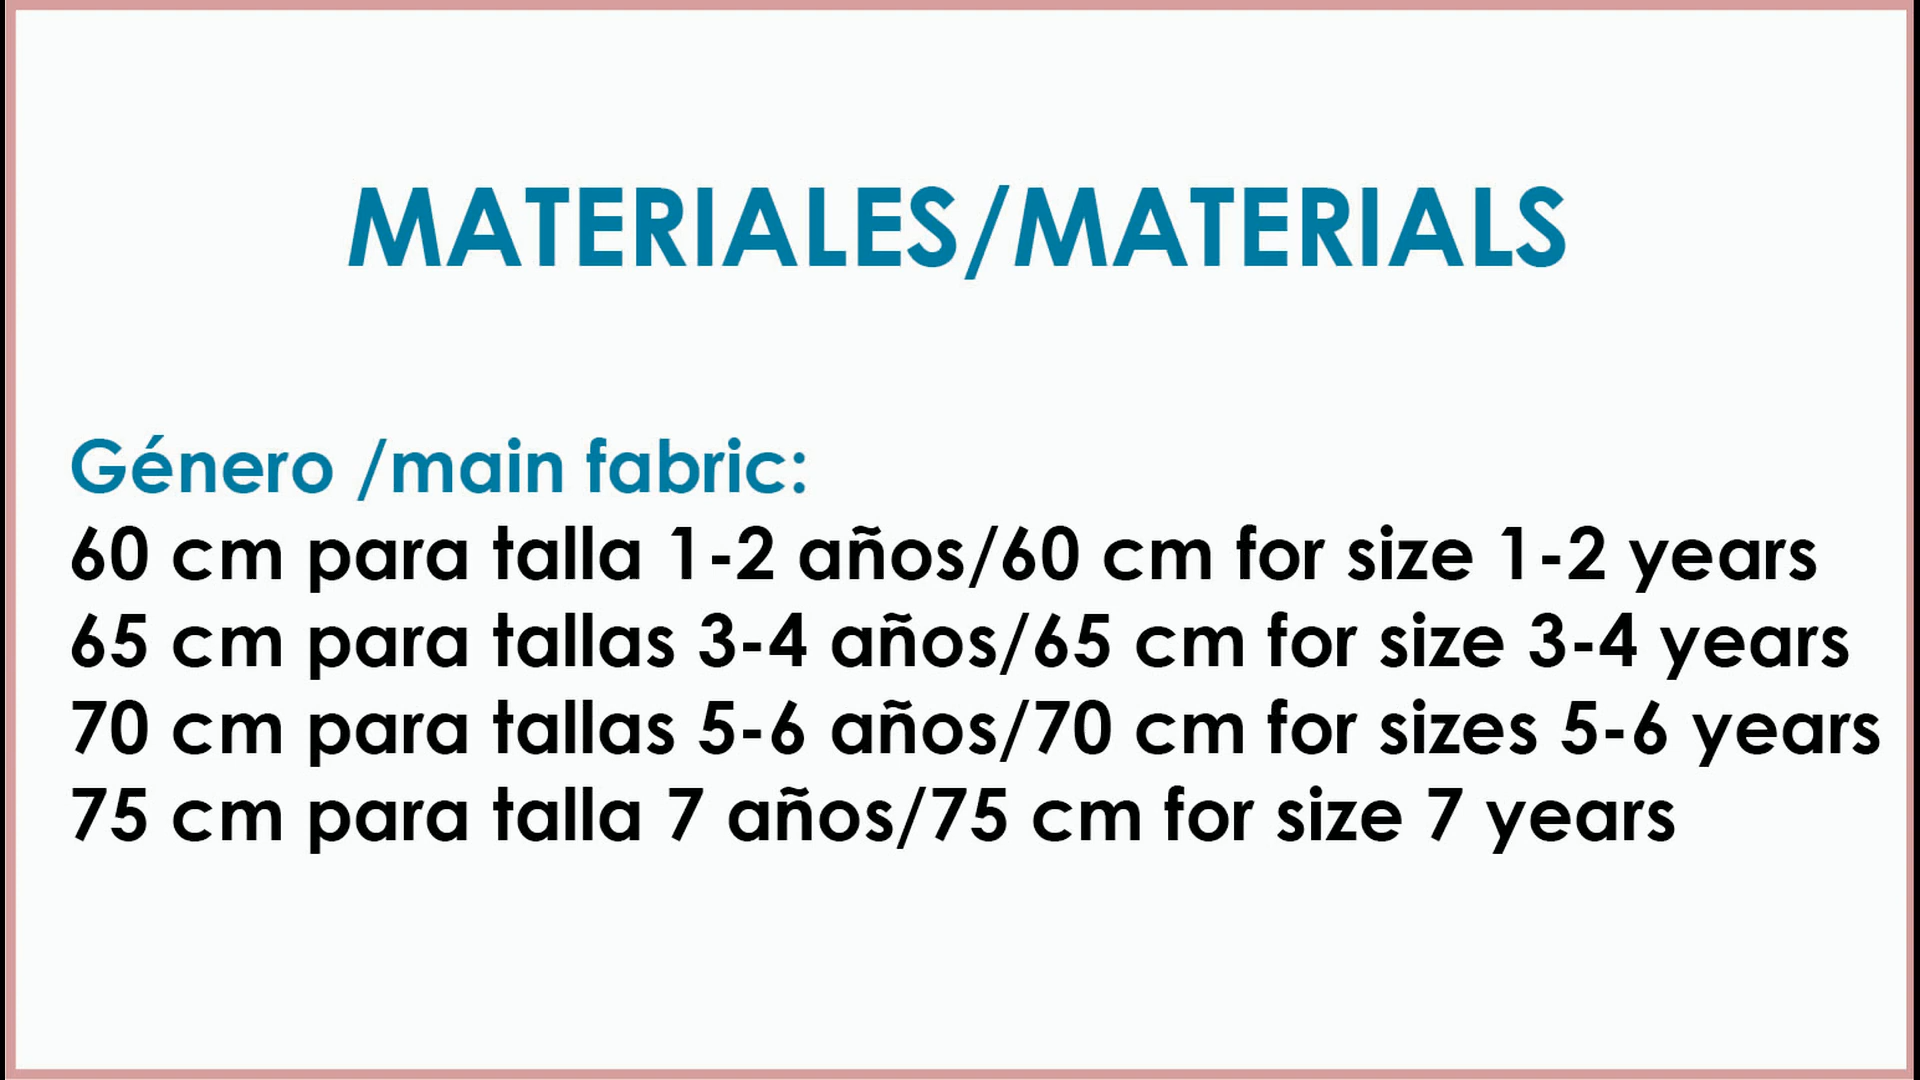 MATERIALES/MATERIALS
Género /main fabric:
60 cm para talla 1-2 años/60 cm for size 1-2 years
65 cm para tallas 3-4 años/65 cm for size 3-4 years
70 cm para tallas 5-6 años/70 cm for sizes 5-6 years
75 cm para talla 7 años/75 cm for size 7 years